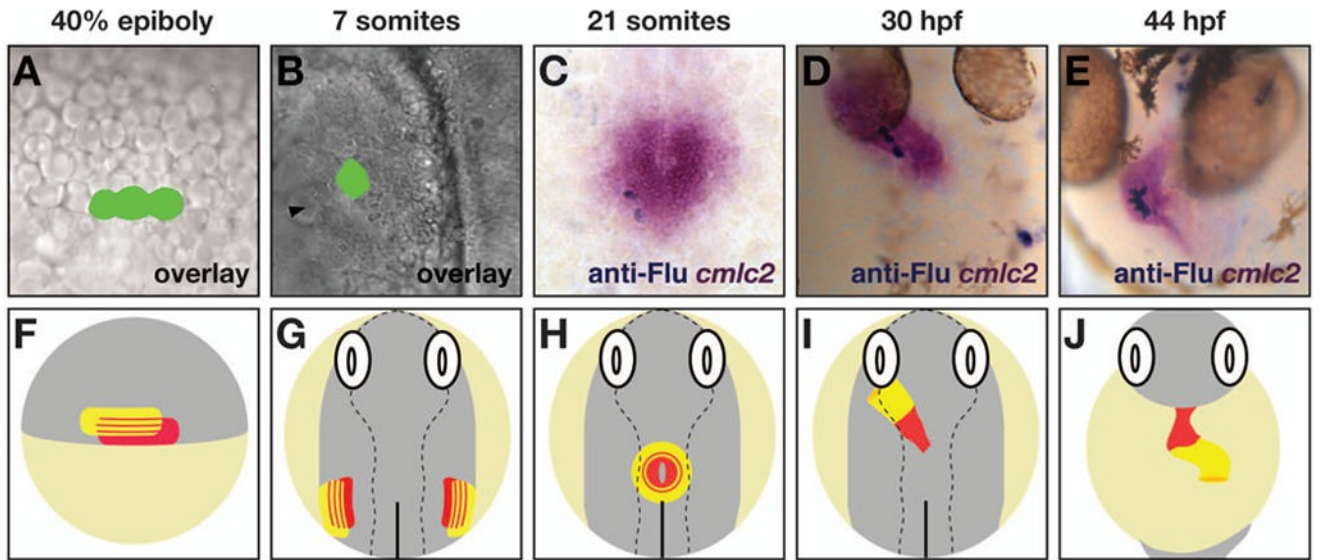 40% epiboly 7 somites 21 somites 30 hpf 44 hpf
A B C D E
overlay overlay anti-Flu cmlc2 anti-Flu cmlc2 anti-Flu cmlc2
F G H I J